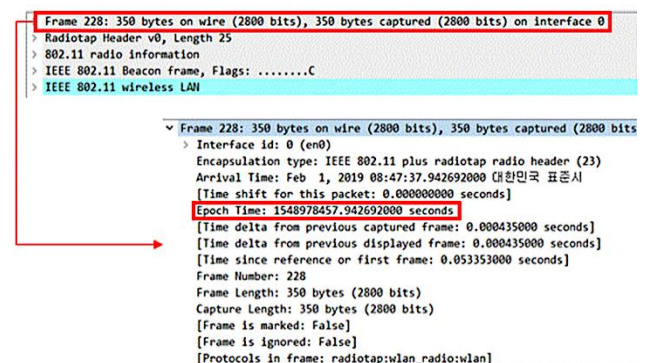 Frame 228: 350 bytes on wire (2800 bits), 350 bytes captured (2800 bits) on interface 0
> Radiotap Header v0, Length 25
> 802.11 radio information
> IEEE 802.11 Beacon frame, Flags: ........C
> IEEE 802.11 wireless LAN
Frame 228: 350 bytes on wire (2800 bits), 350 bytes captured (2800 bits
> Interface id: 0 (en0)
Encapsulation type: IEEE 802.11 plus radiotap radio header (23)
Arrival Time: Feb  1, 2019 08:47:37.942692000 대한민국 표준시
[Time shift for this packet: 0.000000000 seconds]
Epoch Time: 1548978457.942692000 seconds
[Time delta from previous captured frame: 0.000435000 seconds]
[Time delta from previous displayed frame: 0.000435000 seconds]
[Time since reference or first frame: 0.053353000 seconds]
Frame Number: 228
Frame Length: 350 bytes (2800 bits)
Capture Length: 350 bytes (2800 bits)
[Frame is marked: False]
[Frame is ignored: False]
[Protocols in frame: radiotap:wlan_radio:wlan]